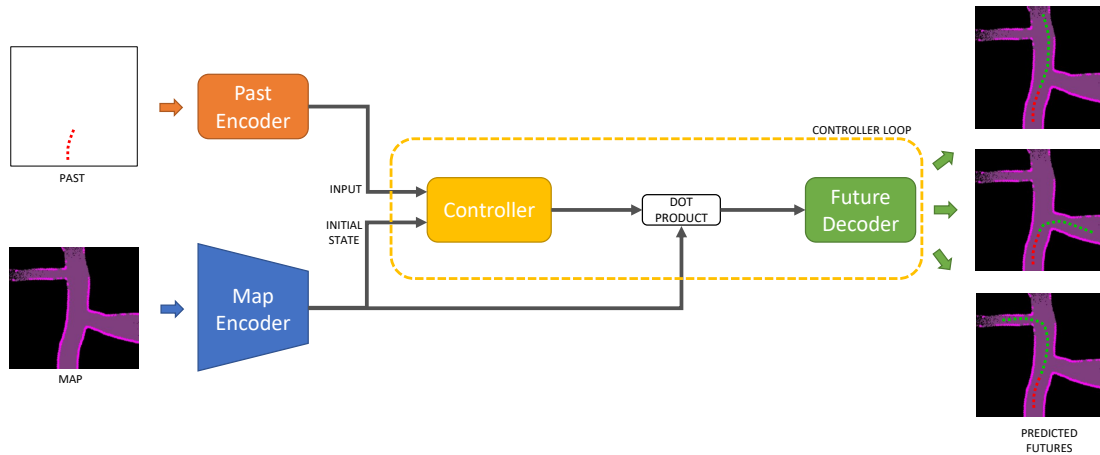 PAST
Past
Encoder
MAP
Map
Encoder
INPUT
INITIAL
STATE
CONTROLLER LOOP
Controller
DOT
PRODUCT
Future
Decoder
PREDICTED
FUTURES